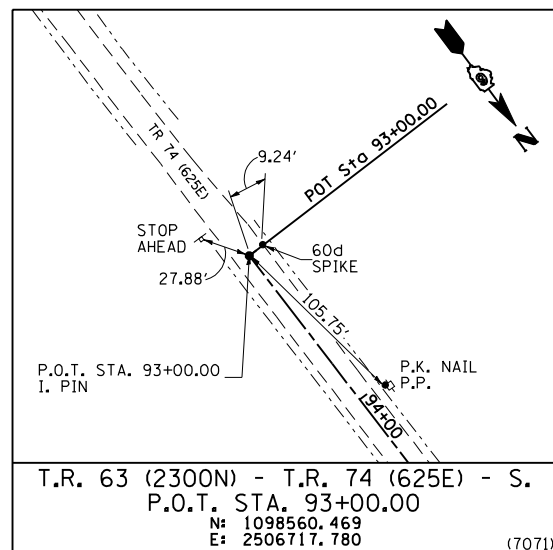 TR 74 (625E)
9.24'
POT Sta 93+00.00
N
STOP
AHEAD
60d
SPIKE
27.88'
105.75'
P.O.T. STA. 93+00.00
I. PIN
P.K. NAIL
P.P.
94+00
T.R. 63 (2300N) - T.R. 74 (625E) - S.
P.O.T. STA. 93+00.00
N: 1098560.469
E: 2506717.780
(7071)